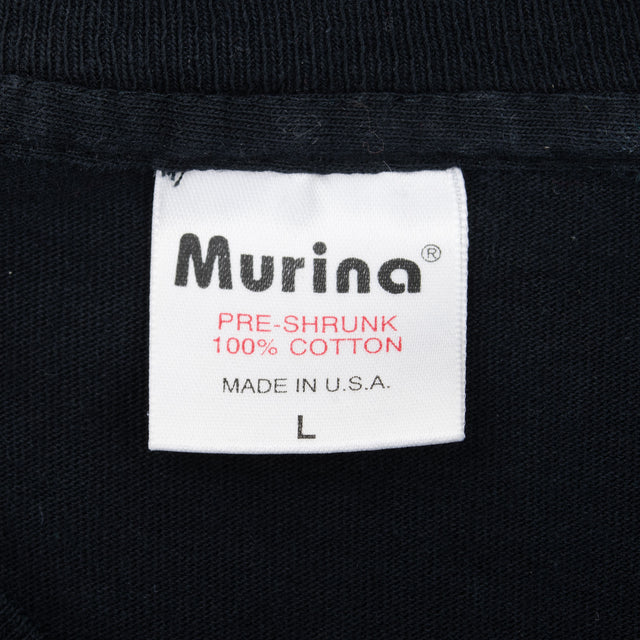 Murina®
PRE-SHRUNK
100% COTTON
MADE IN U.S.A.
L